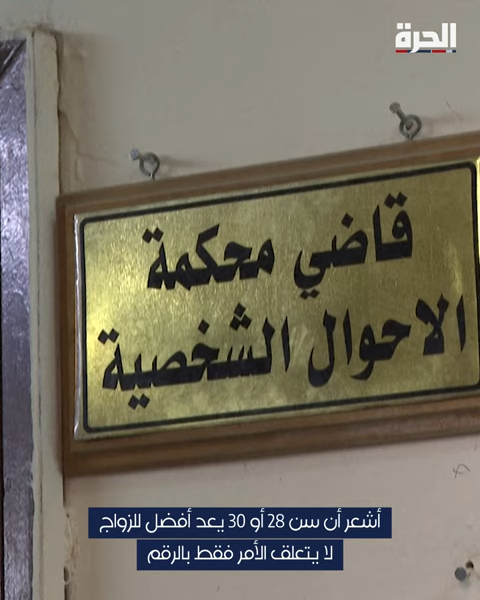 الحرة
قاضي محكمة
الاحوال الشخصية
أشعر أن سن 28 أو 30 يعد أفضل للزواج
لا يتعلق الأمر فقط بالرقم